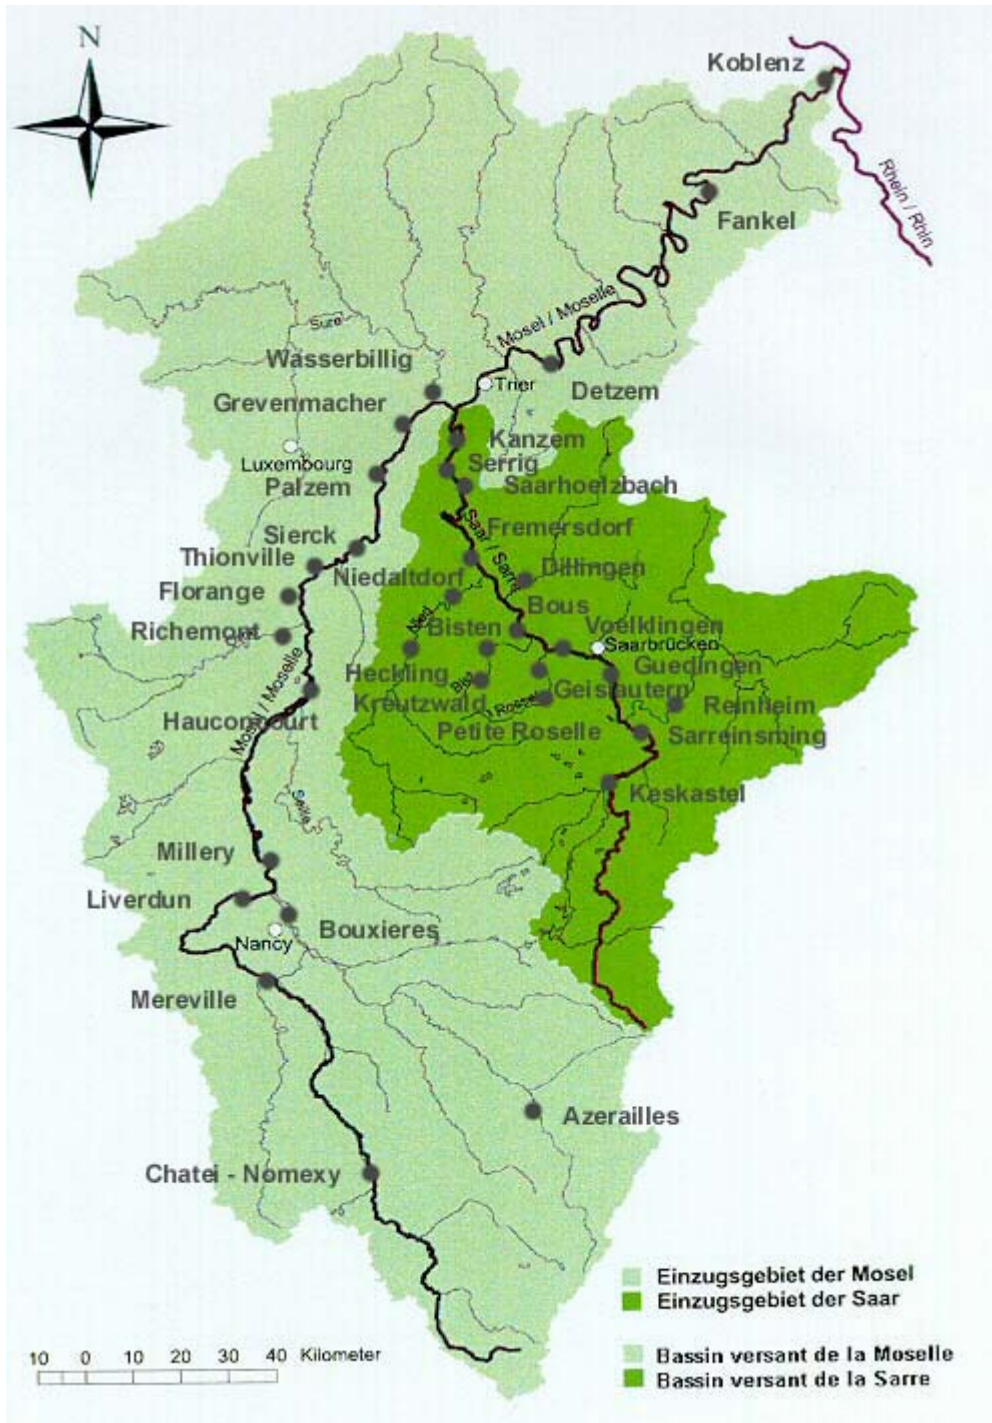 N
Koblenz
Rhein / Rhin
Fankel
Mosel / Moselle
Sure
Wasserbillig
Trier
Detzem
Grevenmacher
Kanzem
Luxembourg
Serrig
Palzem
Saarhoelzbach
Saar / Sarre
Sierck
Fremersdorf
Thionville
Niedaltdorf
Dillingen
Florange
Bous
Nied
Richemont
Bisten
Voelklingen
Saarbrücken
Mosel / Moselle
Heckling
Guedingen
Bist
Geislautern
Kreutzwald
Rossel
Reinheim
Hauconcourt
Petite Roselle
Sarreinsming
Keskastel
Seille
Millery
Liverdun
Bouxieres
Nancy
Mereville
Azerailles
Chatel - Nomexy
Einzugsgebiet der Mosel
Einzugsgebiet der Saar
Bassin versant de la Moselle
Bassin versant de la Sarre
10 0 10 20 30 40 Kilometer